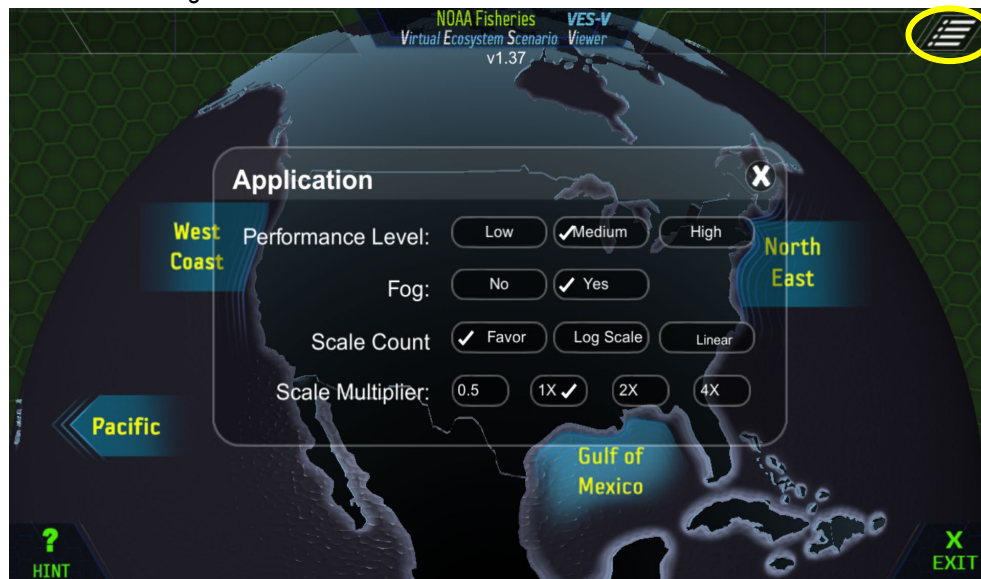 NOAA Fisheries VES-V
Virtual Ecosystem Scenario Viewer
v1.37
Application
X
Performance Level: Low Medium High
Fog: No Yes
Scale Count Favor Log Scale Linear
Scale Multiplier: 0.5 1X 2X 4X
West
Coast
North
East
Pacific
Gulf of
Mexico
?
HINT
X
EXIT